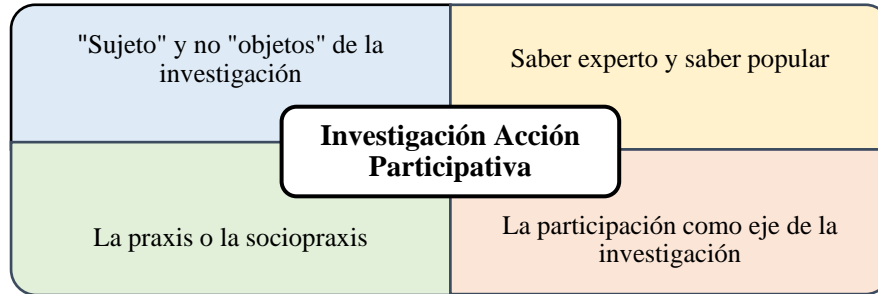 "Sujeto" y no "objetos" de la
investigación
Saber experto y saber popular
Investigación Acción
Participativa
La praxis o la sociopraxis
La participación como eje de la
investigación